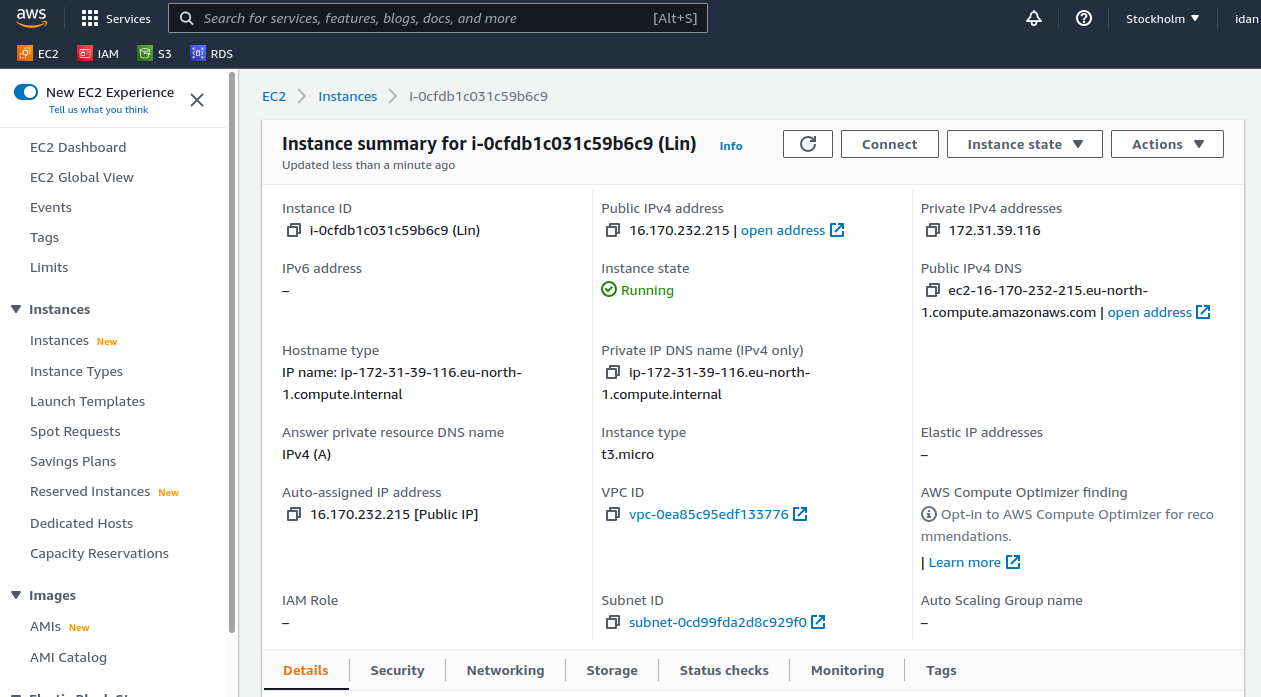 aws
Services
Search for services, features, blogs, docs, and more
[Alt+S]
Stockholm
idan
EC2
IAM
S3
RDS
New EC2 Experience
Tell us what you think
EC2 Dashboard
EC2 Global View
Events
Tags
Limits
Instances
Instances New
Instance Types
Launch Templates
Spot Requests
Savings Plans
Reserved Instances New
Dedicated Hosts
Capacity Reservations
Images
AMIs New
AMI Catalog
EC2
Instances
i-0cfdb1c031c59b6c9
Instance summary for i-0cfdb1c031c59b6c9 (Lin) Info
Updated less than a minute ago
Connect
Instance state
Actions
Instance ID
i-0cfdb1c031c59b6c9 (Lin)
Public IPv4 address
16.170.232.215 | open address
Private IPv4 addresses
172.31.39.116
IPv6 address
–
Instance state
Running
Public IPv4 DNS
ec2-16-170-232-215.eu-north-
1.compute.amazonaws.com | open address
Hostname type
IP name: ip-172-31-39-116.eu-north-
1.compute.internal
Private IP DNS name (IPv4 only)
ip-172-31-39-116.eu-north-
1.compute.internal
Answer private resource DNS name
IPv4 (A)
Instance type
t3.micro
Elastic IP addresses
–
Auto-assigned IP address
16.170.232.215 [Public IP]
VPC ID
vpc-0ea85c95edf133776
AWS Compute Optimizer finding
Opt-in to AWS Compute Optimizer for reco
mmendations.
| Learn more
IAM Role
–
Subnet ID
subnet-0cd99fda2d8c929f0
Auto Scaling Group name
–
Details
Security
Networking
Storage
Status checks
Monitoring
Tags